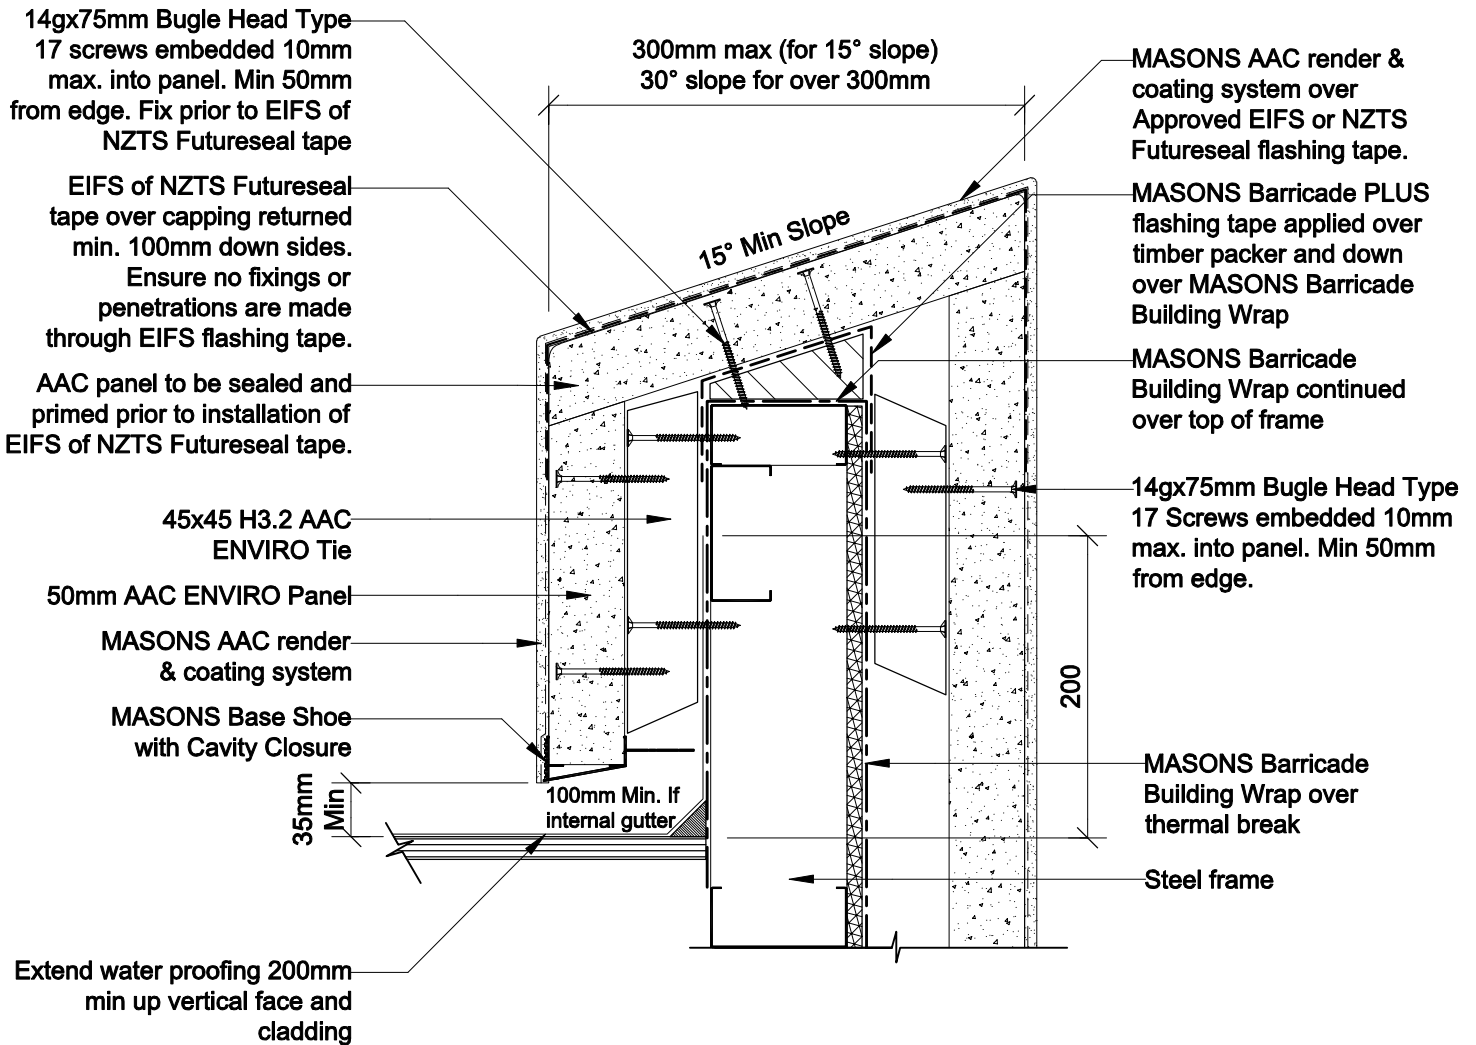 14gx75mm Bugle Head Type
17 screws embedded 10mm
max. into panel. Min 50mm
from edge. Fix prior to EIFS of
NZTS Futureseal tape
EIFS of NZTS Futureseal
tape over capping returned
min. 100mm down sides.
Ensure no fixings or
penetrations are made
through EIFS flashing tape.
AAC panel to be sealed and
primed prior to installation of
EIFS of NZTS Futureseal tape.
45x45 H3.2 AAC
ENVIRO Tie
50mm AAC ENVIRO Panel
MASONS AAC render
& coating system
MASONS Base Shoe
with Cavity Closure
35mm
Min
Extend water proofing 200mm
min up vertical face and
cladding
300mm max (for 15° slope)
30° slope for over 300mm
15° Min Slope
100mm Min. If
internal gutter
200
MASONS AAC render &
coating system over
Approved EIFS or NZTS
Futureseal flashing tape.
MASONS Barricade PLUS
flashing tape applied over
timber packer and down
over MASONS Barricade
Building Wrap
MASONS Barricade
Building Wrap continued
over top of frame
14gx75mm Bugle Head Type
17 Screws embedded 10mm
max. into panel. Min 50mm
from edge.
MASONS Barricade
Building Wrap over
thermal break
Steel frame